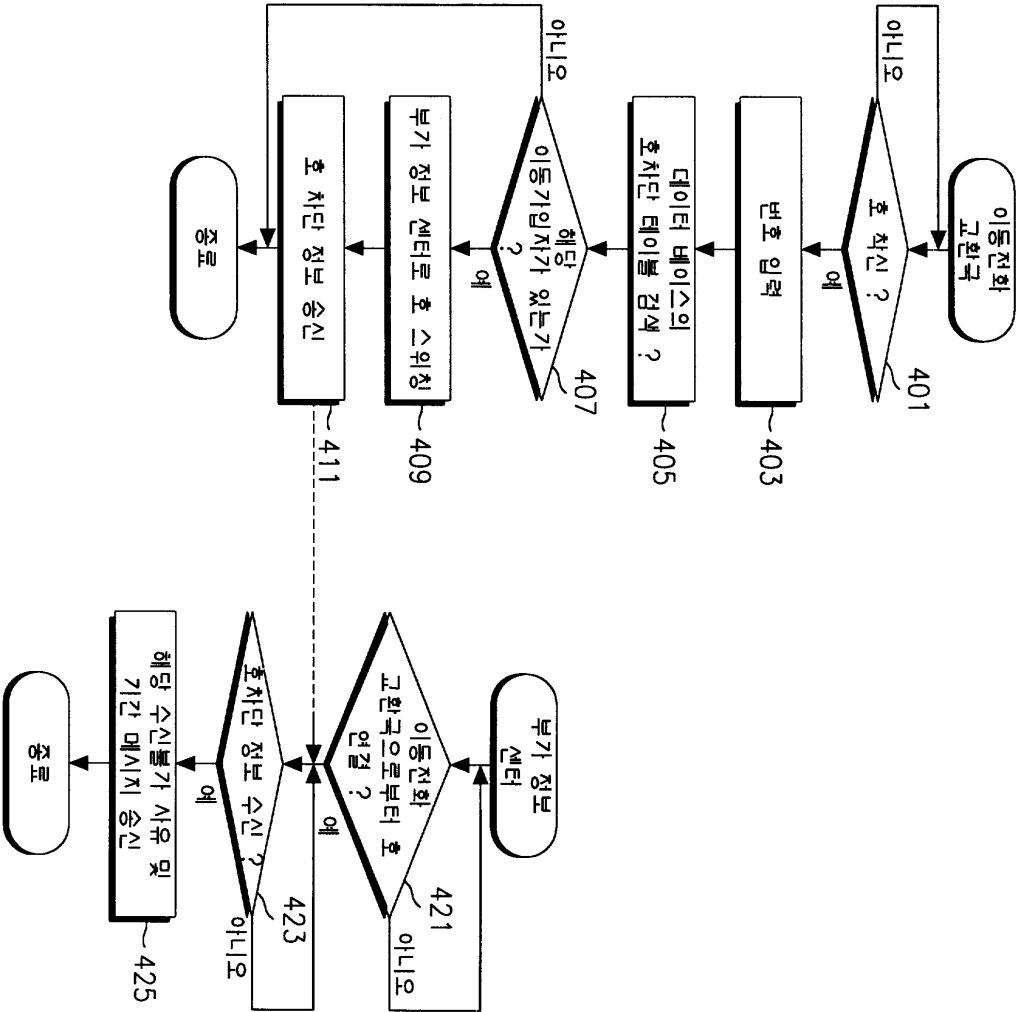 이동전화
교환국
호 착신 ?
401
아니요
예
번호 입력
403
데이터 베이스의
호차단 테이블 검색 ?
405
해당
이동가입자가 있는가
?
407
아니요
예
부가 정보 센터로 호 스위칭
409
호 차단 정보 송신
411
종료
부가 정보
센터
이동전화
교환국으로부터 호
연결 ?
421
아니요
예
호차단 정보 수신 ?
423
아니요
예
해당 수신불가 사유 및
기간 메시지 송신
425
종료